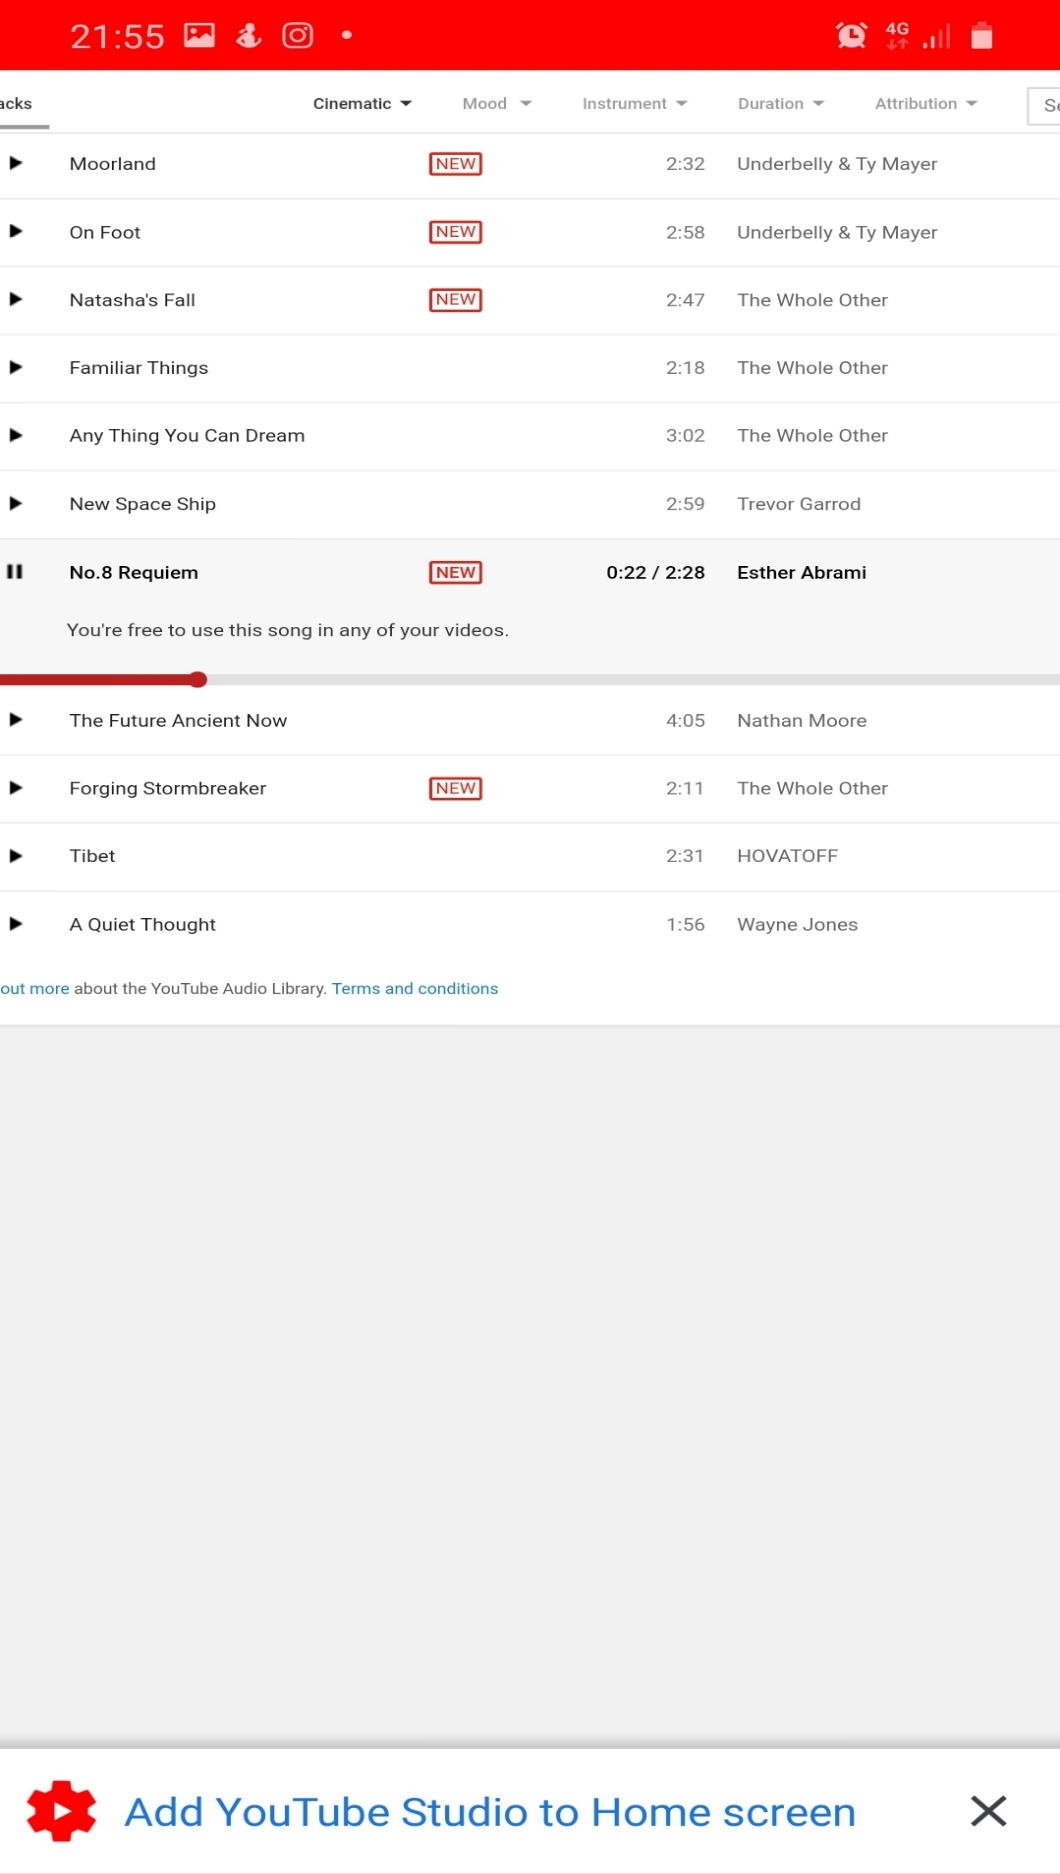 21:55 4G
acks Cinematic Mood Instrument Duration Attribution Se
Moorland NEW 2:32 Underbelly & Ty Mayer
On Foot NEW 2:58 Underbelly & Ty Mayer
Natasha's Fall NEW 2:47 The Whole Other
Familiar Things 2:18 The Whole Other
Any Thing You Can Dream 3:02 The Whole Other
New Space Ship 2:59 Trevor Garrod
No.8 Requiem NEW 0:22 / 2:28 Esther Abrami
You're free to use this song in any of your videos.
The Future Ancient Now 4:05 Nathan Moore
Forging Stormbreaker NEW 2:11 The Whole Other
Tibet 2:31 HOVATOFF
A Quiet Thought 1:56 Wayne Jones
out more about the YouTube Audio Library. Terms and conditions
Add YouTube Studio to Home screen